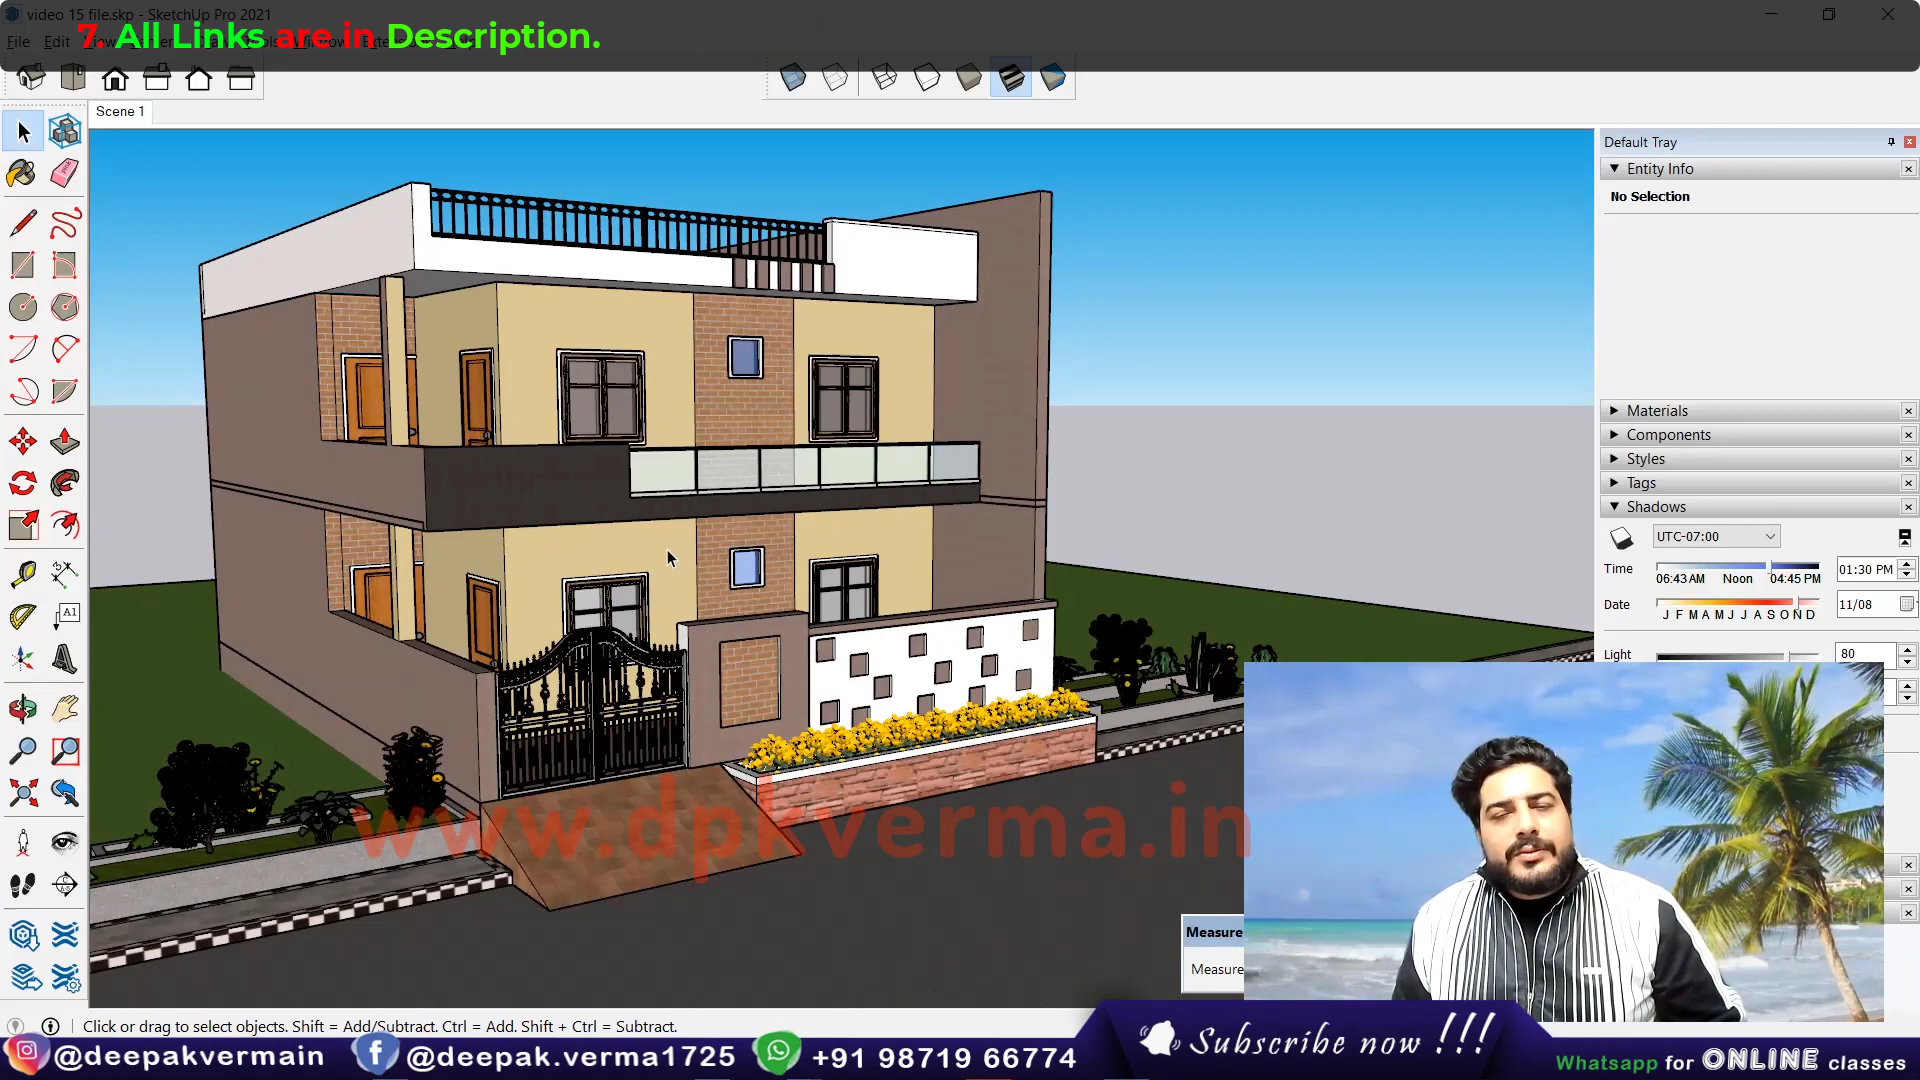 video 15 file.skp - SketchUp Pro 2021
7. All Links are in Description.
File Edit
Scene 1
Default Tray
Entity Info
No Selection
Materials
Components
Styles
Tags
Shadows
UTC-07:00
Time
06:43 AM Noon 04:45 PM
01:30 PM
Date
J F M A M J J A S O N D
11/08
Light
80
A1
www.dpkverma.in
Measure
Measure
Click or drag to select objects. Shift = Add/Subtract. Ctrl = Add. Shift + Ctrl = Subtract.
@deepakvermain
@deepak.verma1725
+91 98719 66774
Subscribe now !!!
Whatsapp for ONLINE classes